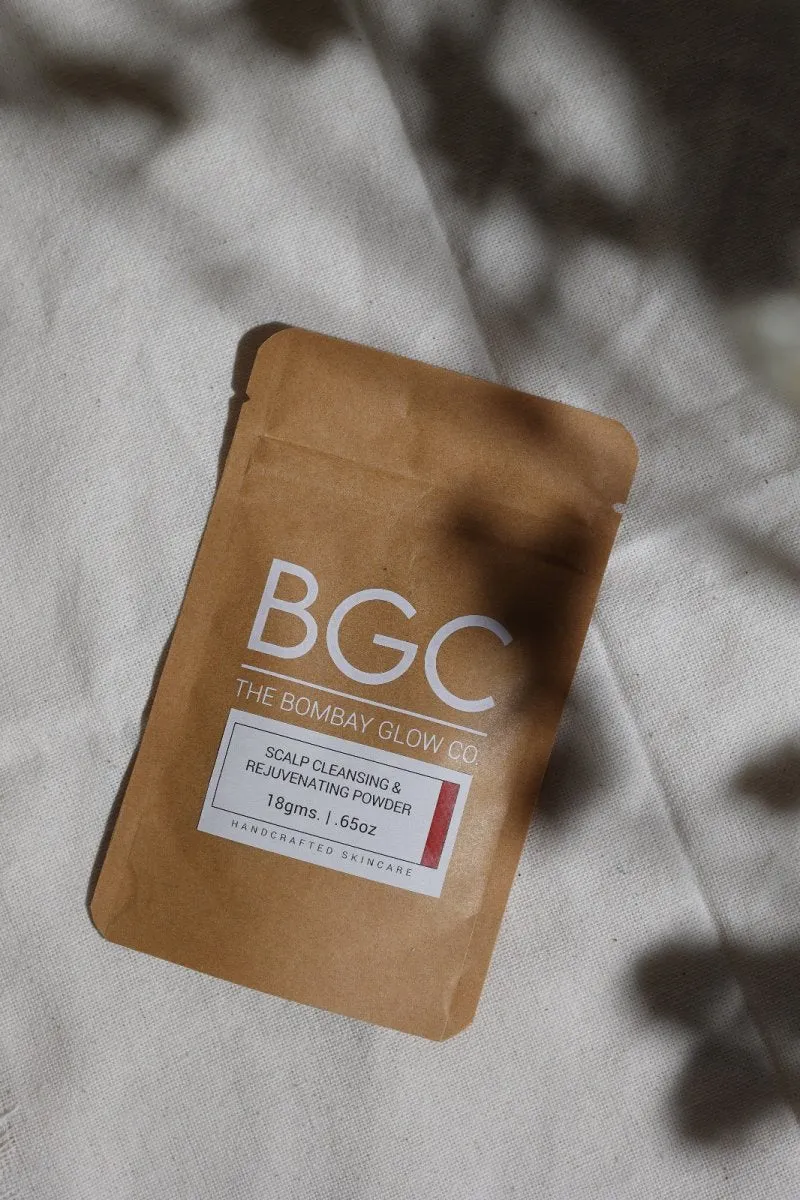 BGC
THE BOMBAY GLOW CO.
SCALP CLEANSING &
REJUVENATING POWDER
18gms. | .65oz
HANDCRAFTED SKINCARE